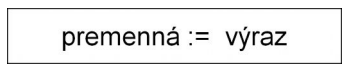 premenná := výraz